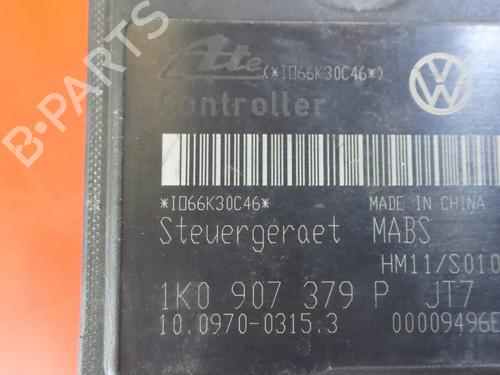 Ate (*I066K30C46*)
Controller
*I066K30C46* MADE IN CHINA
Steuergeraet MABS
HM11/S010
1K0 907 379 P JT7
10.0970-0315.3 00009496E
B-PARTS